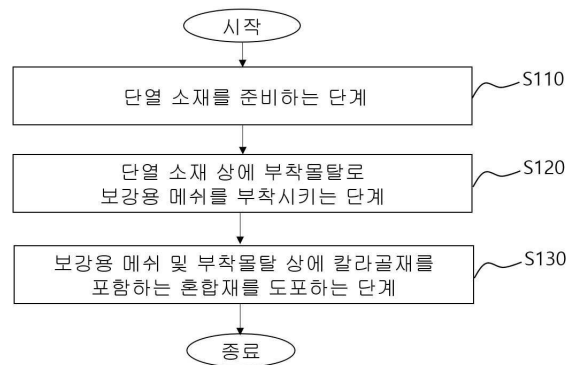 시작
단열 소재를 준비하는 단계
S110
단열 소재 상에 부착몰탈로
보강용 메쉬를 부착시키는 단계
S120
보강용 메쉬 및 부착몰탈 상에 칼라골재를
포함하는 혼합재를 도포하는 단계
S130
종료